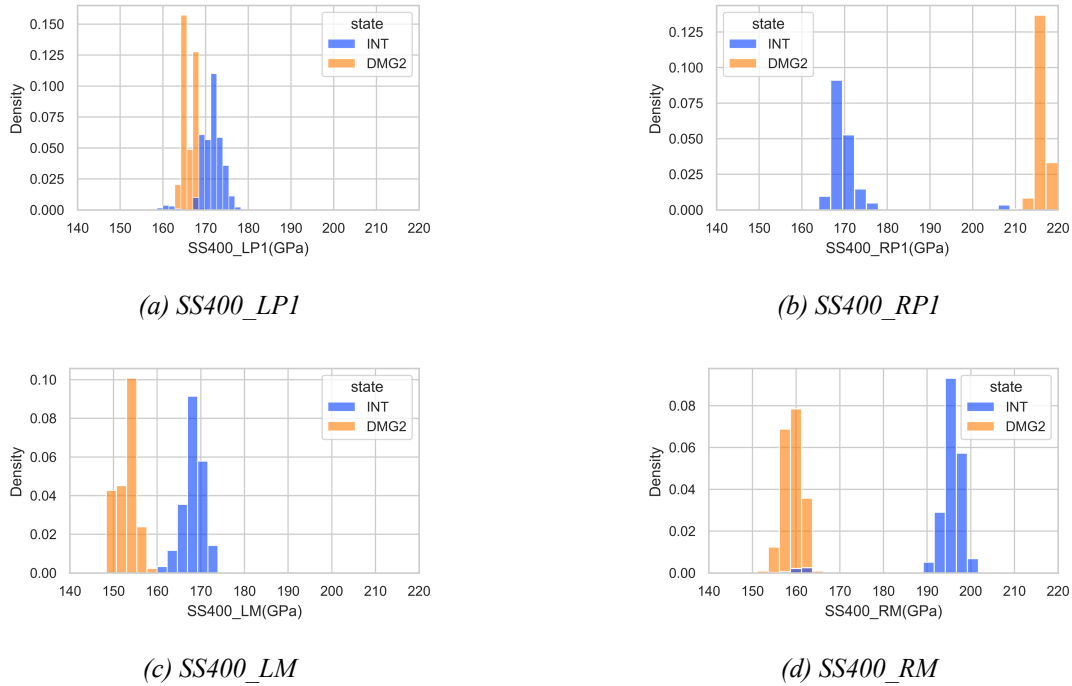 0.150
0.125
0.100
0.075
0.050
0.025
0.000
Density
state
INT
DMG2
140 150 160 170 180 190 200 210 220
SS400_LP1(GPa)
(a) SS400_LP1
0.125
0.100
0.075
0.050
0.025
0.000
Density
state
INT
DMG2
140 150 160 170 180 190 200 210 220
SS400_RP1(GPa)
(b) SS400_RP1
0.10
0.08
0.06
0.04
0.02
0.00
Density
state
INT
DMG2
140 150 160 170 180 190 200 210 220
SS400_LM(GPa)
(c) SS400_LM
0.08
0.06
0.04
0.02
0.00
Density
state
INT
DMG2
140 150 160 170 180 190 200 210 220
SS400_RM(GPa)
(d) SS400_RM